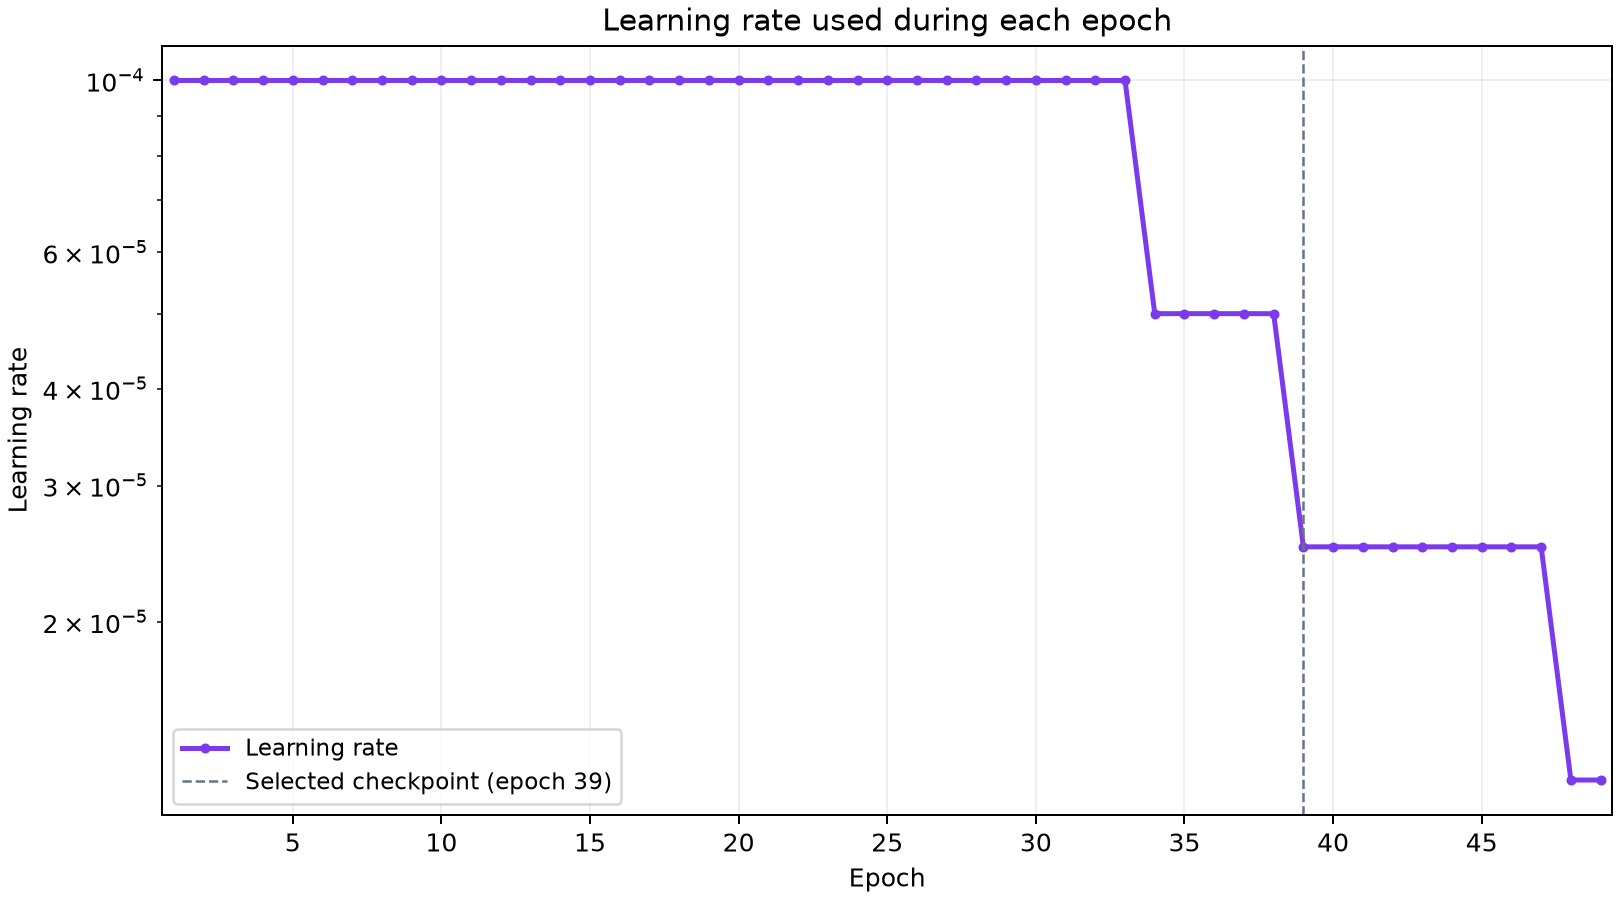 Learning rate used during each epoch
10⁻⁴
6 × 10⁻⁵
4 × 10⁻⁵
3 × 10⁻⁵
2 × 10⁻⁵
Learning rate
Learning rate
Selected checkpoint (epoch 39)
5 10 15 20 25 30 35 40 45
Epoch